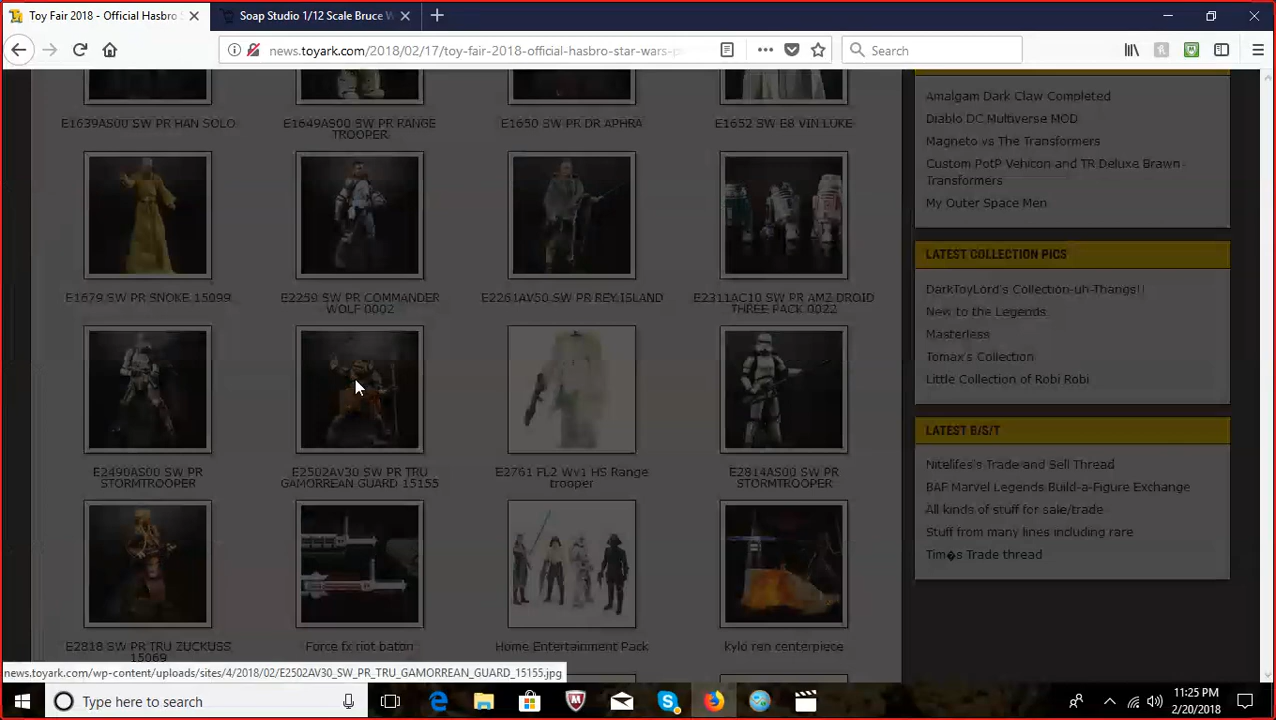 Toy Fair 2018 - Official Hasbro S
Soap Studio 1/12 Scale Bruce W
news.toyark.com/2018/02/17/toy-fair-2018-official-hasbro-star-wars-p
Search
E1639AS00 SW PR HAN SOLO
E1649AS00 SW PR RANGE
TROOPER
E1650 SW PR DR APHRA
E1652 SW E8 VIN.LUKE
E1679 SW PR SNOKE 15099
E2259 SW PR COMMANDER
WOLF 0002
E2261AV50 SW PR REY.ISLAND
E2311AC10 SW PR AMZ DROID
THREE PACK 0022
E2490AS00 SW PR
STORMTROOPER
E2502AV30 SW PR TRU
GAMORREAN GUARD 15155
E2761 FL2 Wv1 HS Range
trooper
E2814AS00 SW PR
STORMTROOPER
E2818 SW PR TRU ZUCKUSS
15069
Force fx riot baton
Home Entertainment Pack
Kylo ren centerpiece
Amalgam Dark Claw Completed
Diablo DC Multiverse MOD
Magneto vs The Transformers
Custom PotP Vehicon and TR Deluxe Brawn -
Transformers
My Outer Space Men
LATEST COLLECTION PICS
DarkToyLord's Collection-uh-Thangs!!
New to the Legends
Masterless
Tomax's Collection
Little Collection of Robi Robi
LATEST B/S/T
Nitelifes's Trade and Sell Thread
BAF Marvel Legends Build-a-Figure Exchange
All kinds of stuff for sale/trade
Stuff from many lines including rare
Tim�s Trade thread
news.toyark.com/wp-content/uploads/sites/4/2018/02/E2502AV30_SW_PR_TRU_GAMORREAN_GUARD_15155.jpg
Type here to search
11:25 PM
2/20/2018